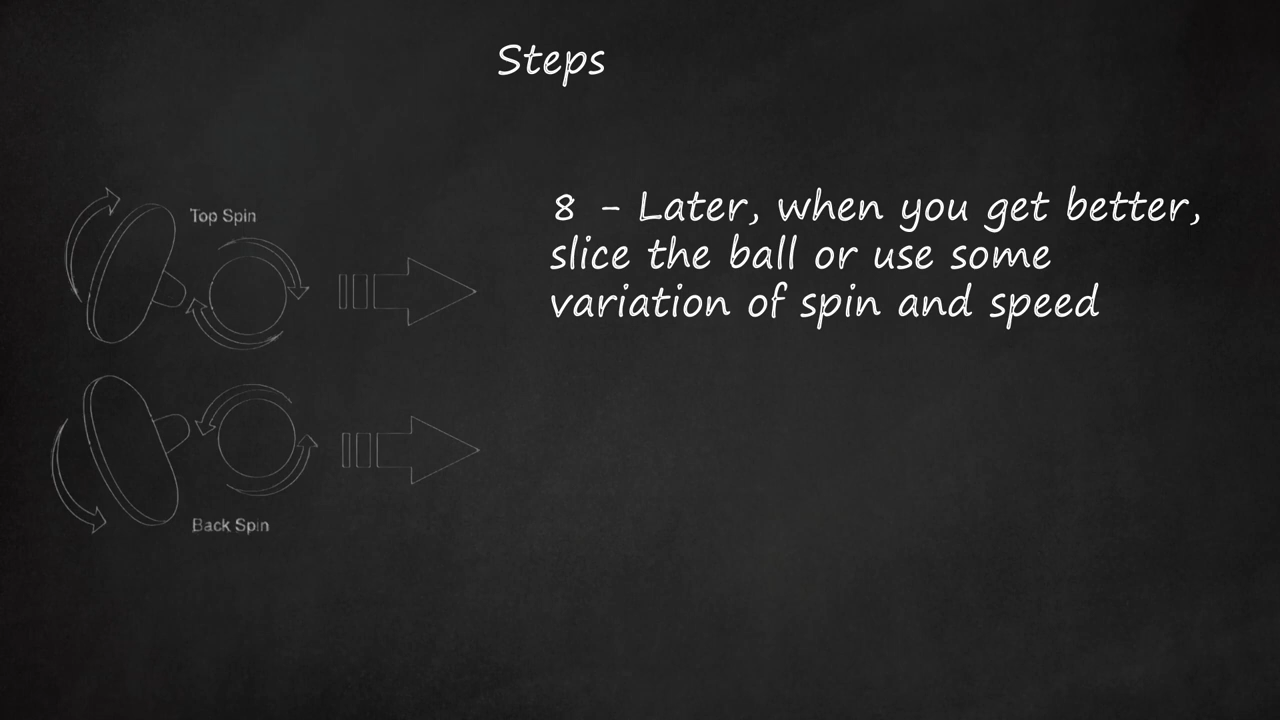 Steps
Top Spin
8 – Later, when you get better,
slice the ball or use some
variation of spin and speed
Back Spin